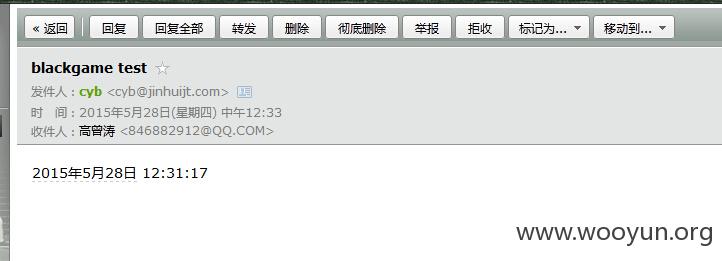 « 返回 回复 回复全部 转发 删除 彻底删除 举报 拒收 标记为... 移动到...
blackgame test
发件人：cyb <cyb@jinhuijt.com>
时 间：2015年5月28日(星期四) 中午12:33
收件人：高曾涛 <846882912@QQ.COM>
2015年5月28日 12:31:17
www.wooyun.org